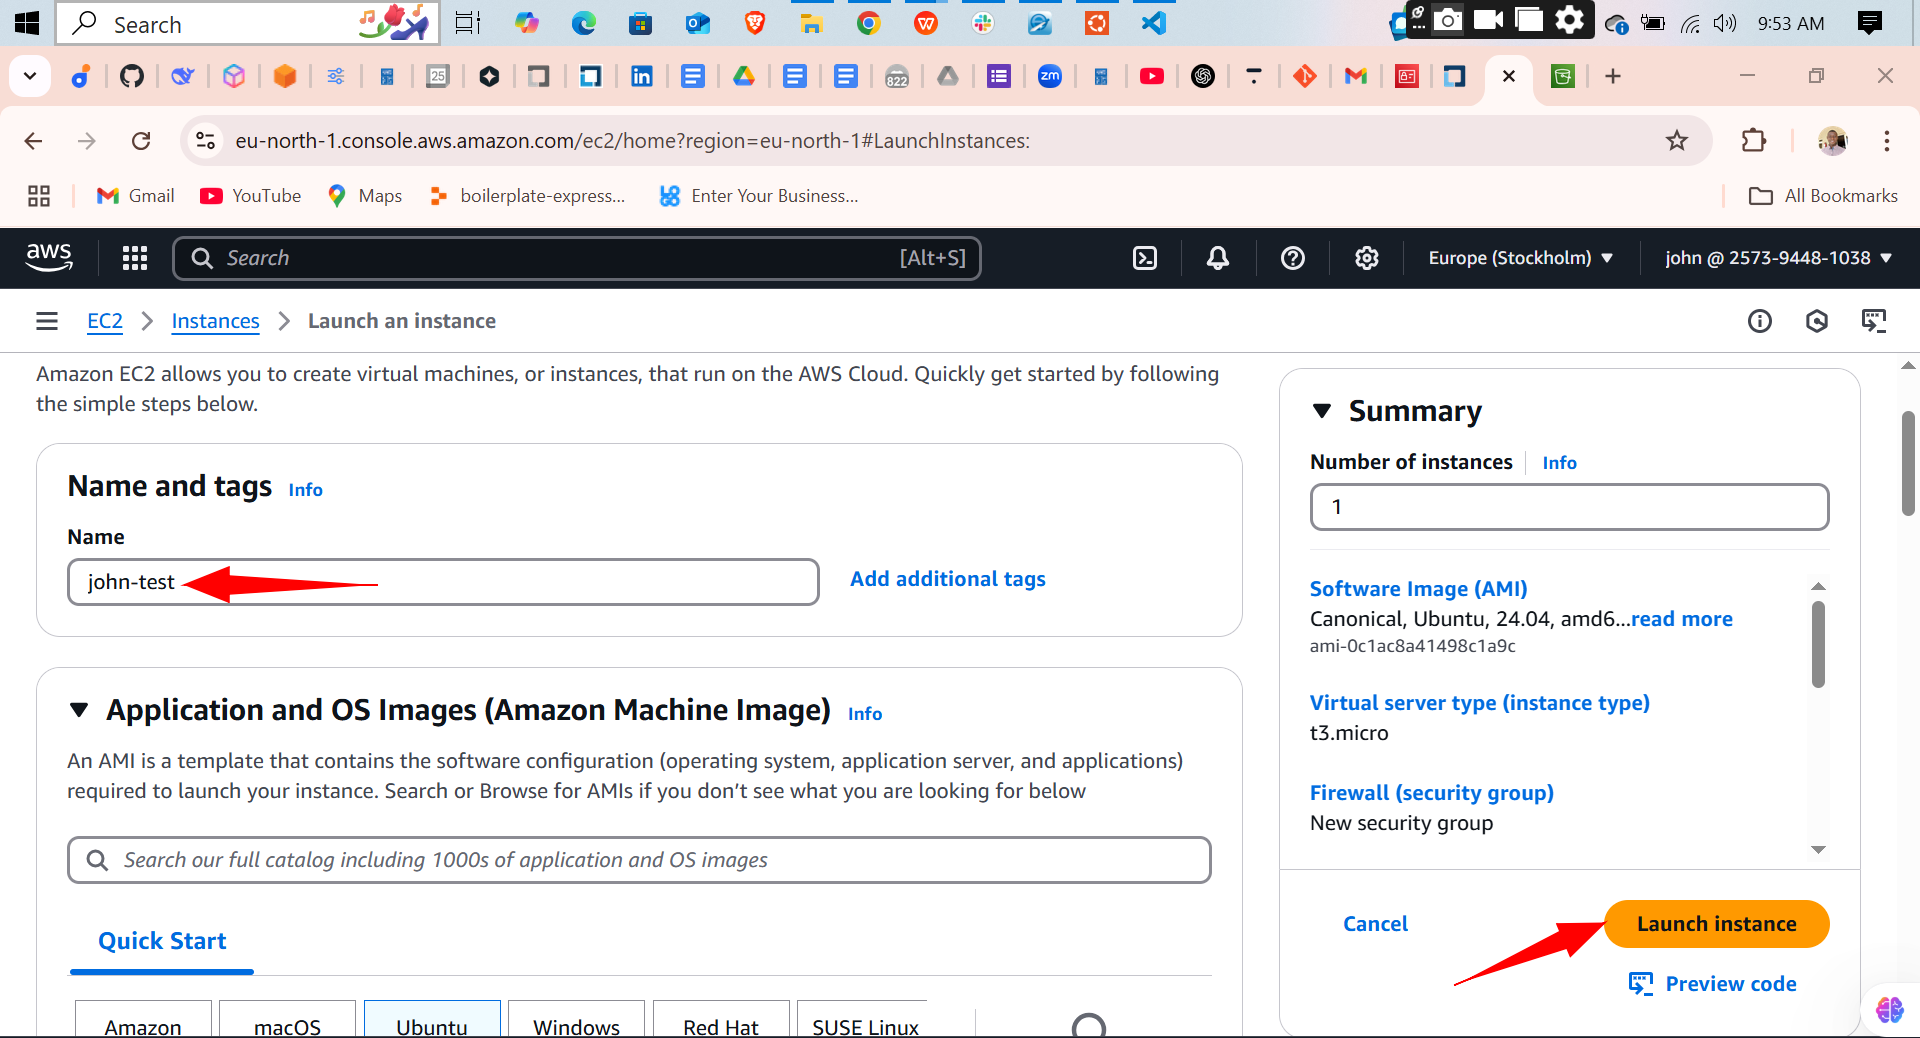 Search
9:53 AM
25
822
zm
eu-north-1.console.aws.amazon.com/ec2/home?region=eu-north-1#LaunchInstances:
Gmail
YouTube
Maps
boilerplate-express...
Enter Your Business...
All Bookmarks
aws
Search
[Alt+S]
Europe (Stockholm)
john @ 2573-9448-1038
EC2
Instances
Launch an instance
Amazon EC2 allows you to create virtual machines, or instances, that run on the AWS Cloud. Quickly get started by following
the simple steps below.
Name and tags Info
Name
john-test
Add additional tags
Application and OS Images (Amazon Machine Image) Info
An AMI is a template that contains the software configuration (operating system, application server, and applications)
required to launch your instance. Search or Browse for AMIs if you don’t see what you are looking for below
Search our full catalog including 1000s of application and OS images
Quick Start
Amazon
macOS
Ubuntu
Windows
Red Hat
SUSE Linux
Summary
Number of instances Info
1
Software Image (AMI)
Canonical, Ubuntu, 24.04, amd6...read more
ami-0c1ac8a41498c1a9c
Virtual server type (instance type)
t3.micro
Firewall (security group)
New security group
Cancel
Launch instance
Preview code